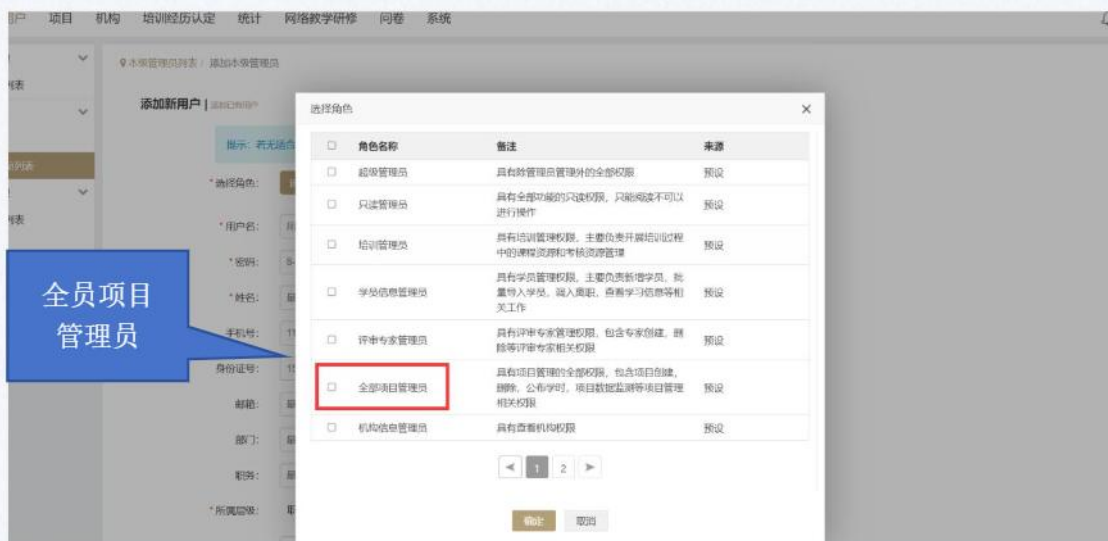 项目 机构 培训经历认定 统计 网络教学研修 问卷 系统
本级管理员列表 / 添加本级管理员
添加新用户 |
选择角色 ×
角色名称 备注 来源
超级管理员 具有除管理员管理外的全部权限 预设
只读管理员 具有全部功能的只读权限，只能阅读不可以
进行操作 预设
培训管理员 具有培训管理权限，主要负责开展培训过程
中的课程资源和考核资源管理 预设
学员信息管理员 具有学员管理权限，主要负责新增学员，批
量导入学员，调入离职，查看学习信息等相
关工作 预设
评审专家管理员 具有评审专家管理权限，包含专家创建，删
除等评审专家相关权限 预设
全部项目管理员 具有项目管理的全部权限，包含项目创建，
删除，公布学时，项目数据监测等项目管理
相关权限 预设
机构信息管理员 具有查看机构权限 预设
1 2
确定 取消
提示：若无适合
*选择角色：
*用户名：
*密码：
*姓名：
手机号：
身份证号：
邮箱：
部门：
职务：
*所属层级：
全员项目
管理员